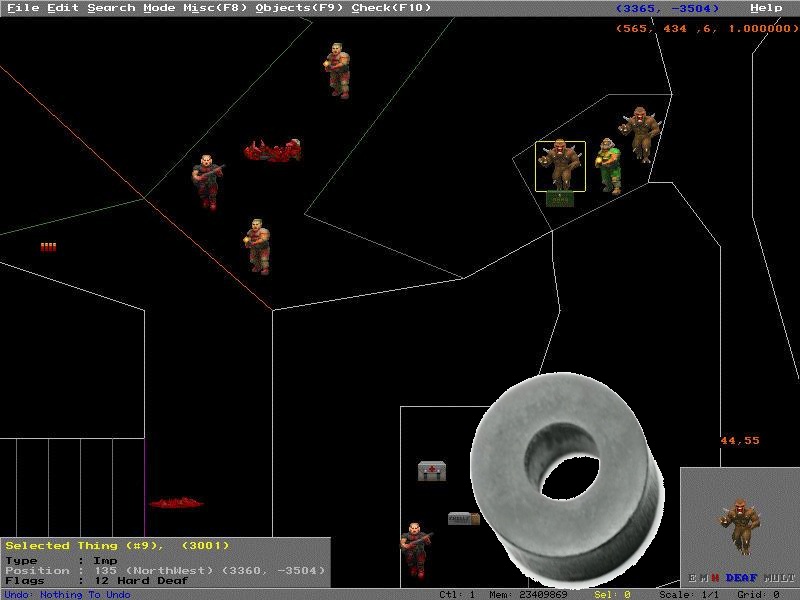 File Edit Search Mode Misc(F8) Objects(F9) Check(F10) (3365, -3504) Help
(565, 434 ,6, 1.000000)
44,55
Selected Thing (#9), (3001)
Type : Imp
Position : 135 (NorthWest) (3360, -3504)
Flags : 12 Hard Deaf
E M H DEAF MULT
Undo: Nothing To Undo Ctl: 1 Mem: 23409869 Sel: 0 Scale: 1/1 Grid: 0